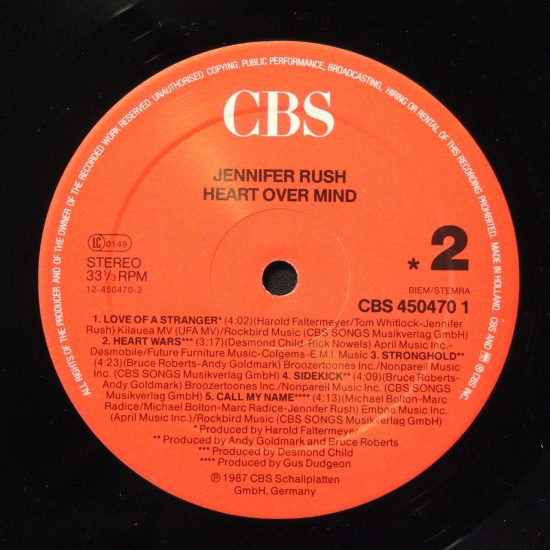 ALL RIGHTS OF THE PRODUCER AND OF THE OWNER OF THE RECORDED WORK RESERVED. UNAUTHORISED COPYING, PUBLIC PERFORMANCE, BROADCASTING, HIRING OR RENTAL OF THIS RECORDING PROHIBITED. MADE IN HOLLAND. CBS AND ARE ® CBS INC.
CBS
JENNIFER RUSH
HEART OVER MIND
LC 0149
STEREO
33 1/3 RPM
12-450470-2
* 2
BIEM/STEMRA
CBS 450470 1
1. LOVE OF A STRANGER* (4:02)(Harold Faltermeyer/Tom Whitlock-Jennifer
Rush) Kilauea MV (UFA MV)/Rockbird Music (CBS SONGS Musikverlag GmbH)
2. HEART WARS*** (3:17)(Desmond Child-Rick Nowels) April Music Inc.-
Desmobile/Future Furniture Music-Colgems-E.M.I. Music 3. STRONGHOLD**
(4:23)(Bruce Roberts-Andy Goldmark) Broozertoones Inc./Nonpareil Music Inc.
(CBS SONGS Musikverlag GmbH) 4. SIDEKICK** (4:09)(Bruce Roberts-
Andy Goldmark) Broozertoones Inc./Nonpareil Music Inc. (CBS SONGS
Musikverlag GmbH) 5. CALL MY NAME**** (4:13)(Michael Bolton-Marc
Radice/Michael Bolton-Marc Radice-Jennifer Rush) Emboe Music Inc.
(April Music Inc.)/Rockbird Music (CBS SONGS Musikverlag GmbH)
* Produced by Harold Faltermeyer
** Produced by Andy Goldmark and Bruce Roberts
*** Produced by Desmond Child
**** Produced by Gus Dudgeon
℗ 1987 CBS Schallplatten
GmbH, Germany